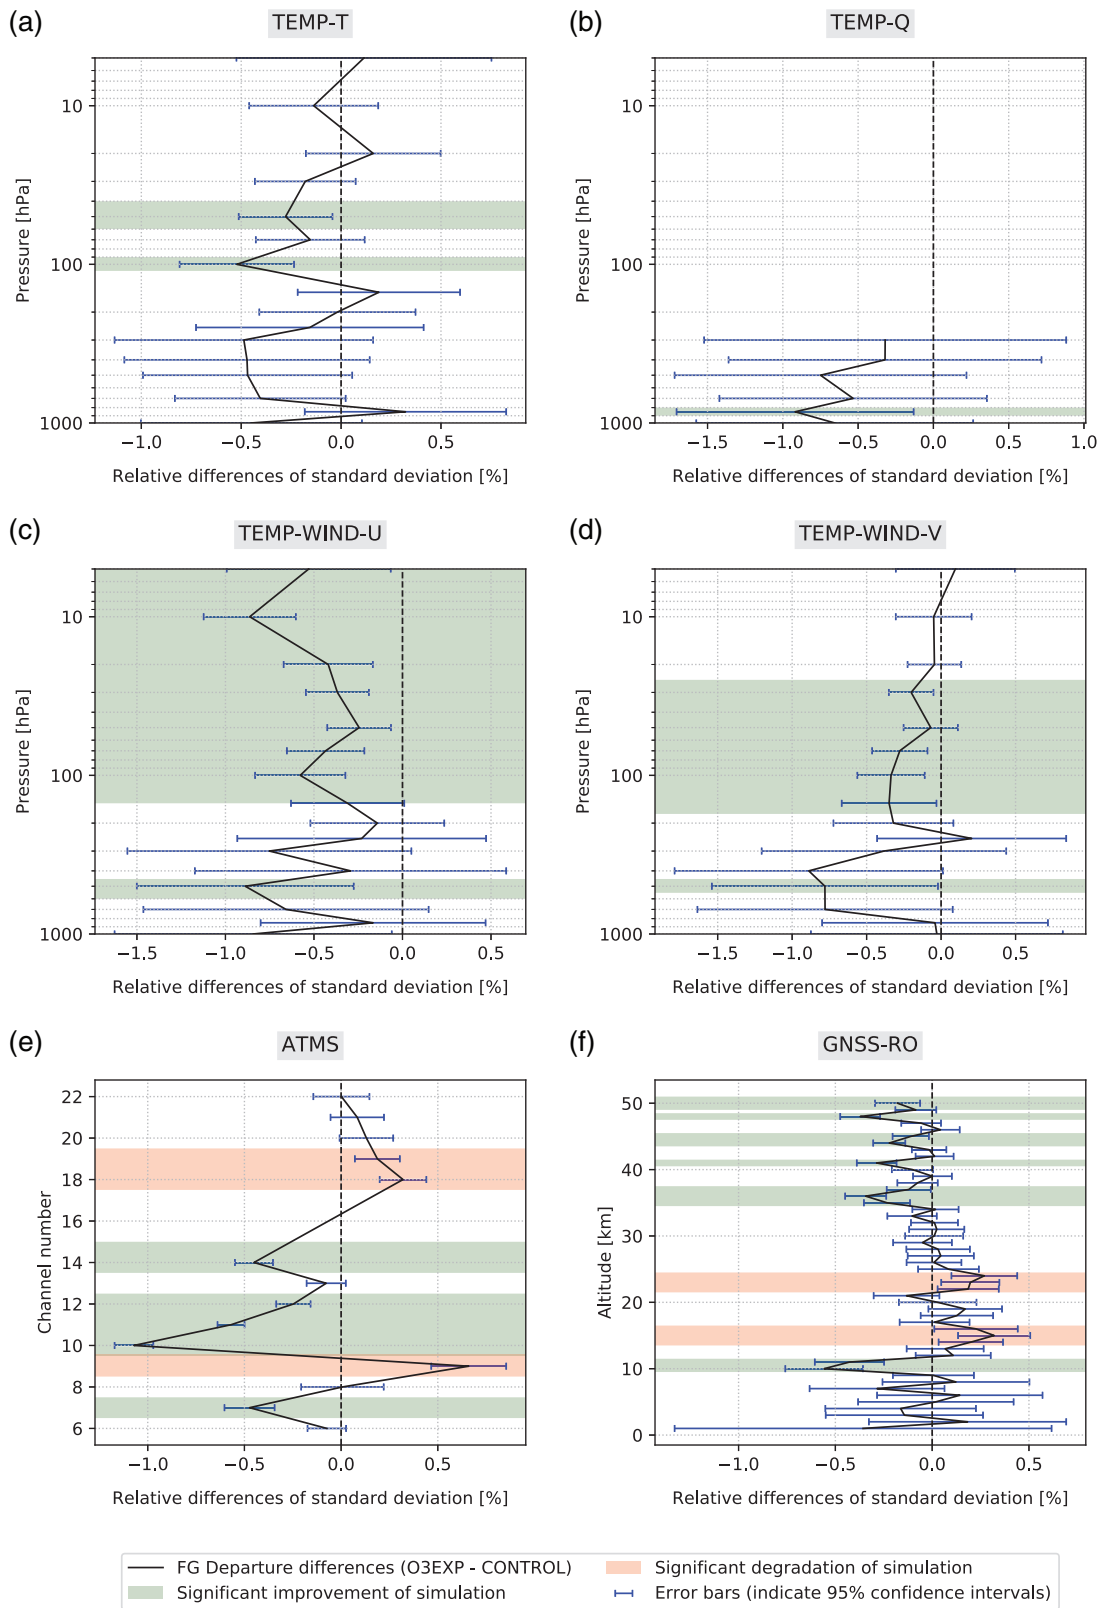 (a) TEMP-T
10
100
1000
Pressure [hPa]
−1.0 −0.5 0.0 0.5
Relative differences of standard deviation [%]
(b) TEMP-Q
10
100
1000
Pressure [hPa]
−1.5 −1.0 −0.5 0.0 0.5 1.0
Relative differences of standard deviation [%]
(c) TEMP-WIND-U
10
100
1000
Pressure [hPa]
−1.5 −1.0 −0.5 0.0 0.5
Relative differences of standard deviation [%]
(d) TEMP-WIND-V
10
100
1000
Pressure [hPa]
−1.5 −1.0 −0.5 0.0 0.5
Relative differences of standard deviation [%]
(e) ATMS
22
20
18
16
14
12
10
8
6
Channel number
−1.0 −0.5 0.0 0.5
Relative differences of standard deviation [%]
(f) GNSS-RO
50
40
30
20
10
0
Altitude [km]
−1.0 −0.5 0.0 0.5
Relative differences of standard deviation [%]
FG Departure differences (O3EXP - CONTROL)
Significant improvement of simulation
Significant degradation of simulation
Error bars (indicate 95% confidence intervals)